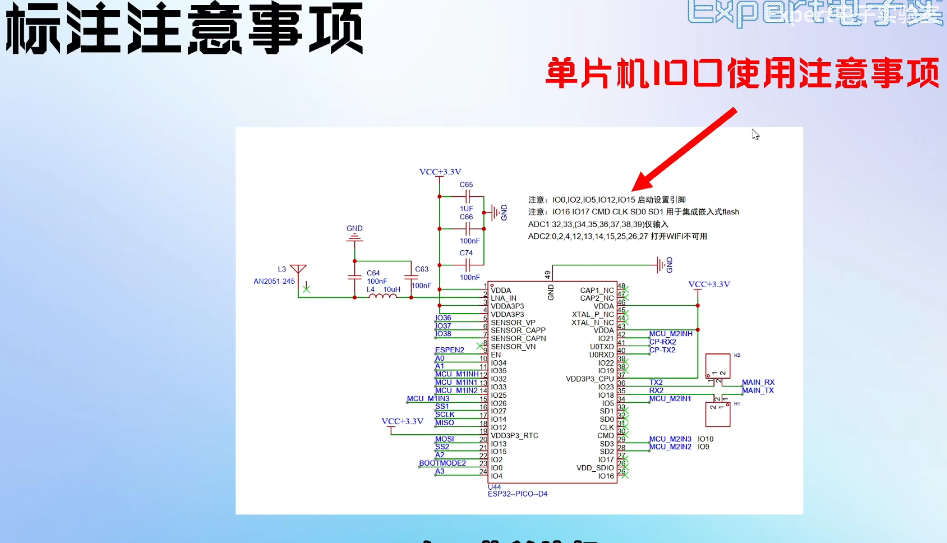 标注注意事项
Expert电子实验
单片机IO口使用注意事项
VCC+3.3V
C65
1UF
GND
C66
100nF
C74
100nF
注意：IO0,IO2,IO5,IO12,IO15 启动设置引脚
注意：IO16 IO17 CMD CLK SD0 SD1 用于集成嵌入式flash
ADC1:32,33,(34,35,36,37,38,39)仅输入
ADC2:0,2,4,12,13,14,15,25,26,27 打开WIFI不可用
GND
L3
AN2051-245
C64
100nF
C63
100nF
L4 10uH
49
GND
GND
VCC+3.3V
1 VDDA
2 LNA_IN
3 VDDA3P3
4 VDDA3P3
IO36 5 SENSOR_VP
IO37 6 SENSOR_CAPP
IO38 7 SENSOR_CAPN
8 SENSOR_VN
ESPEN2 9 EN
A0 10 IO34
A1 11 IO35
MCU_M1INH 12 IO32
MCU_M1IN1 13 IO33
MCU_M1IN2 14 IO25
MCU_M1IN3 15 IO26
SS1 16 IO27
SCLK 17 IO14
MISO 18 IO12
VCC+3.3V
19 VDD3P3_RTC
MOSI 20 IO13
SS2 21 IO15
A2 22 IO2
BOOTMODE2 23 IO0
A3 24 IO4
CAP1_NC 48
CAP2_NC 47
VDDA 46
XTAL_P_NC 45
XTAL_N_NC 44
VDDA 43
IO21 42 MCU_M2INH
U0TXD 41 CP-RX2
U0RXD 40 CP-TX2
IO22 39
IO19 38
VDD3P3_CPU 37
IO23 36 TX2
IO18 35 RX2
IO5 34 MCU_M2IN1
SD1 33
SD0 32
CLK 31
CMD 30
SD3 29 MCU_M2IN3 IO10
SD2 28 MCU_M2IN2 IO9
IO17 27
VDD_SDIO 26
IO16 25
H2
1 2
MAIN_RX
MAIN_TX
2 1
H1
U44
ESP32-PICO-D4